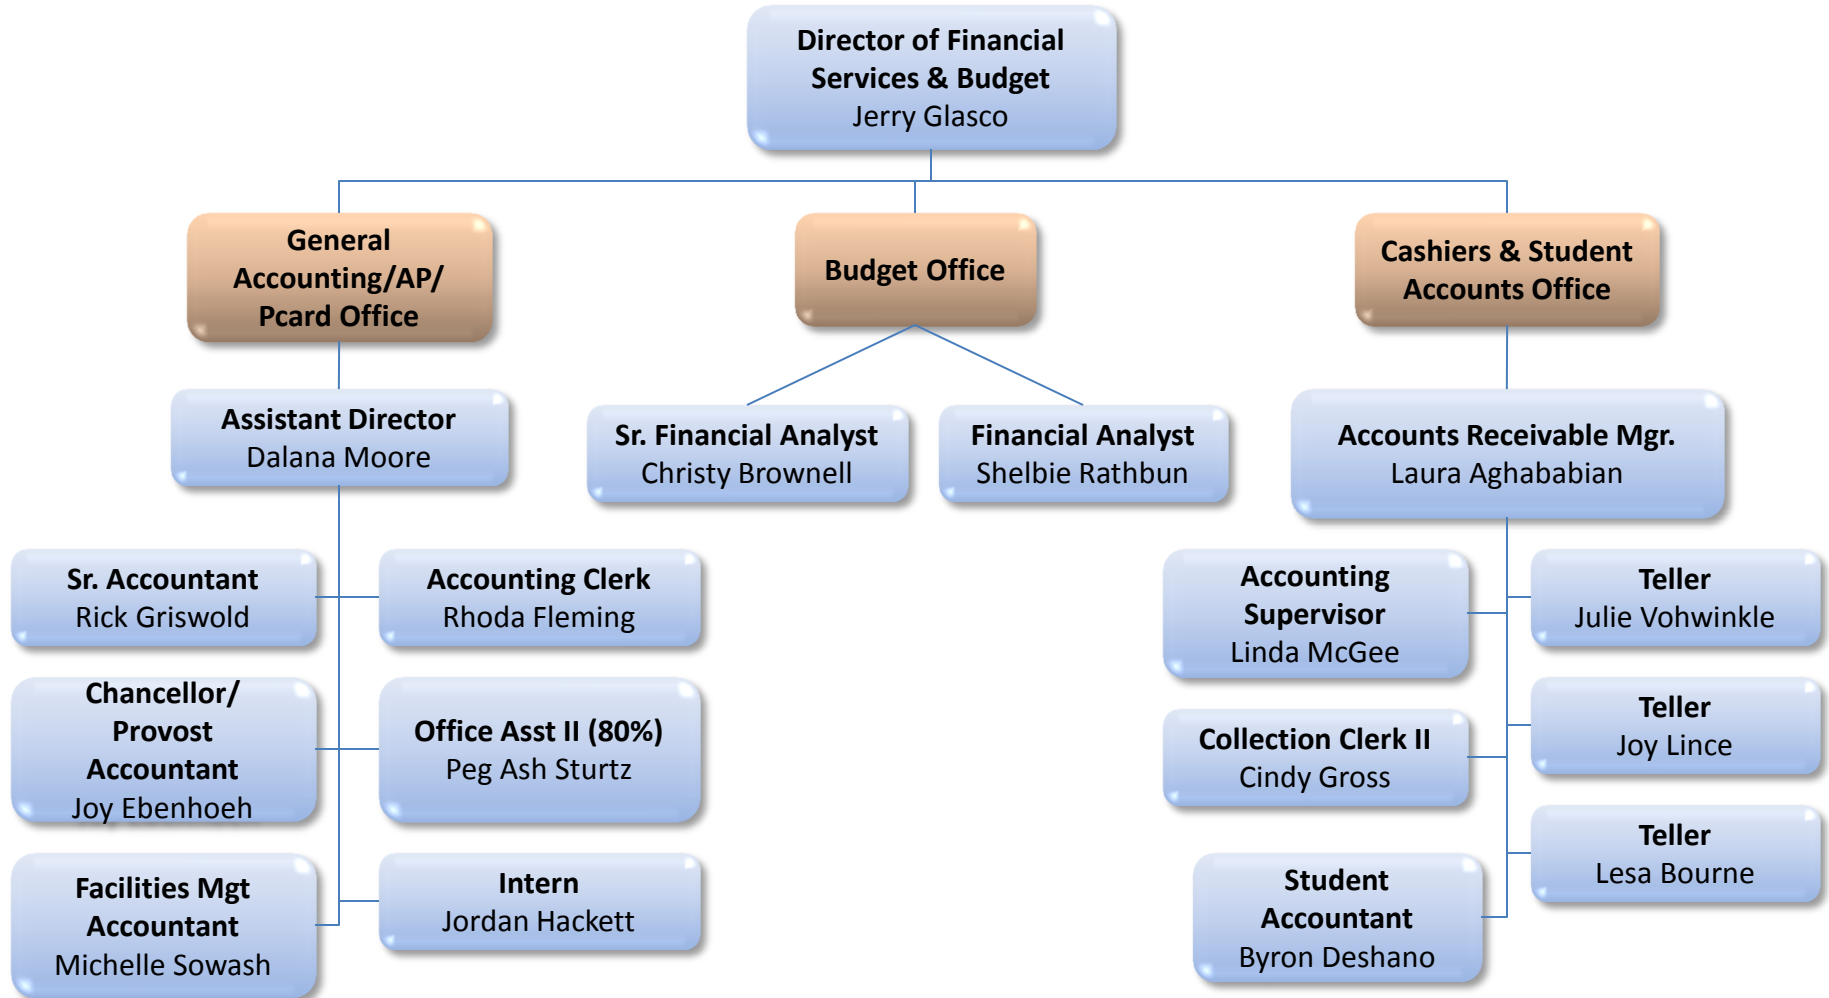 Director of Financial
Services & Budget
Jerry Glasco
General
Accounting/AP/
Pcard Office
Budget Office
Cashiers & Student
Accounts Office
Assistant Director
Dalana Moore
Sr. Financial Analyst
Christy Brownell
Financial Analyst
Shelbie Rathbun
Accounts Receivable Mgr.
Laura Aghababian
Sr. Accountant
Rick Griswold
Accounting Clerk
Rhoda Fleming
Chancellor/
Provost
Accountant
Joy Ebenhoeh
Office Asst II (80%)
Peg Ash Sturtz
Facilities Mgt
Accountant
Michelle Sowash
Intern
Jordan Hackett
Accounting
Supervisor
Linda McGee
Teller
Julie Vohwinkle
Collection Clerk II
Cindy Gross
Teller
Joy Lince
Student
Accountant
Byron Deshano
Teller
Lesa Bourne